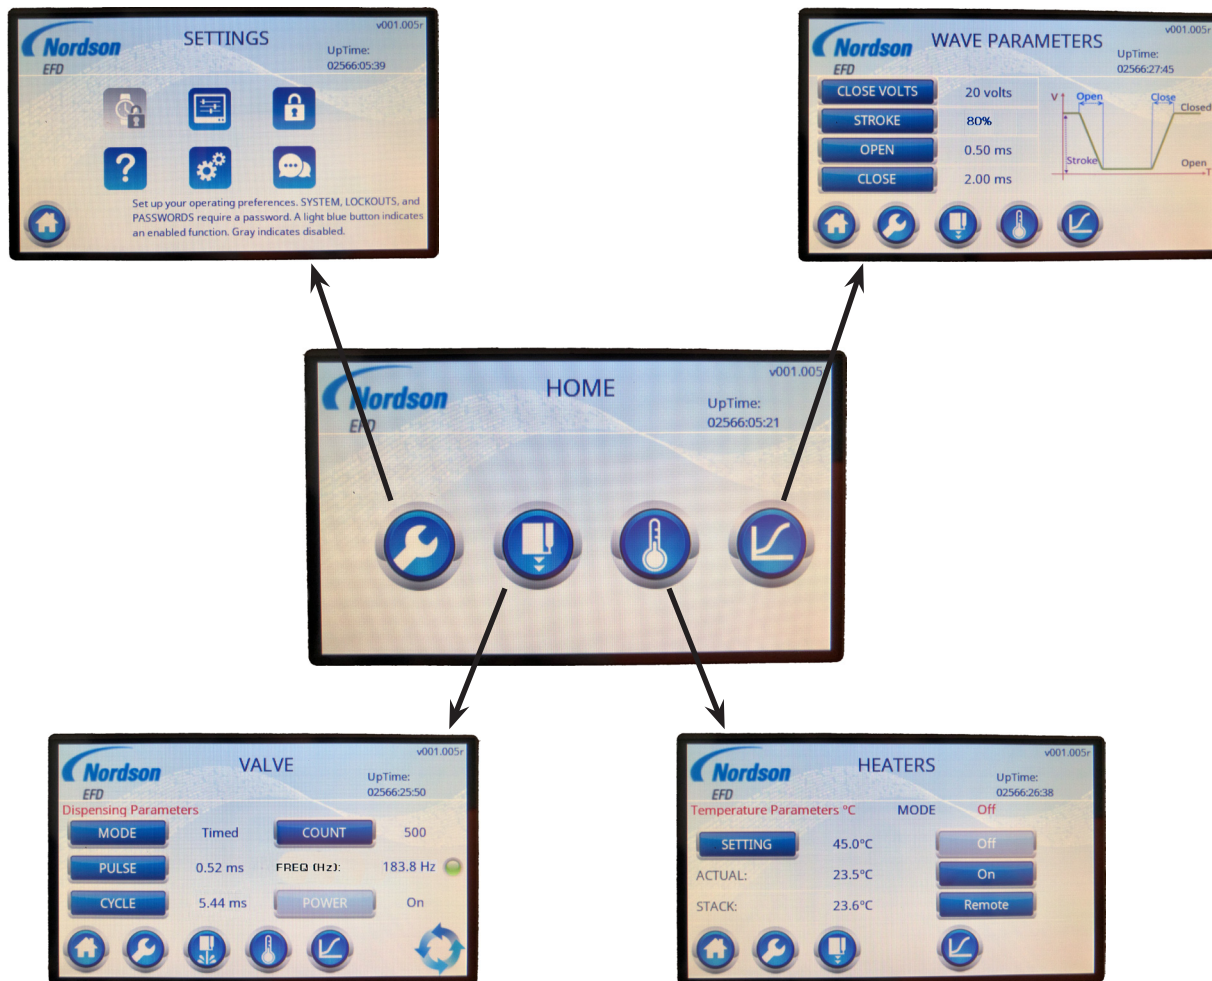 Nordson
EFD
SETTINGS
v001.005r
UpTime:
02566:05:39
?
Set up your operating preferences. SYSTEM, LOCKOUTS, and
PASSWORDS require a password. A light blue button indicates
an enabled function. Gray indicates disabled.
Nordson
EFD
WAVE PARAMETERS
v001.005r
UpTime:
02566:27:45
CLOSE VOLTS 20 volts
STROKE 80%
OPEN 0.50 ms
CLOSE 2.00 ms
V Open Close
Closed
Stroke
Open
T
Nordson
EFD
HOME
v001.005
UpTime:
02566:05:21
Nordson
EFD
VALVE
v001.005r
UpTime:
02566:25:50
Dispensing Parameters
MODE Timed COUNT 500
PULSE 0.52 ms FREQ (Hz): 183.8 Hz
CYCLE 5.44 ms POWER On
Nordson
EFD
HEATERS
v001.005r
UpTime:
02566:26:38
Temperature Parameters °C MODE Off
SETTING 45.0°C Off
ACTUAL: 23.5°C On
STACK: 23.6°C Remote